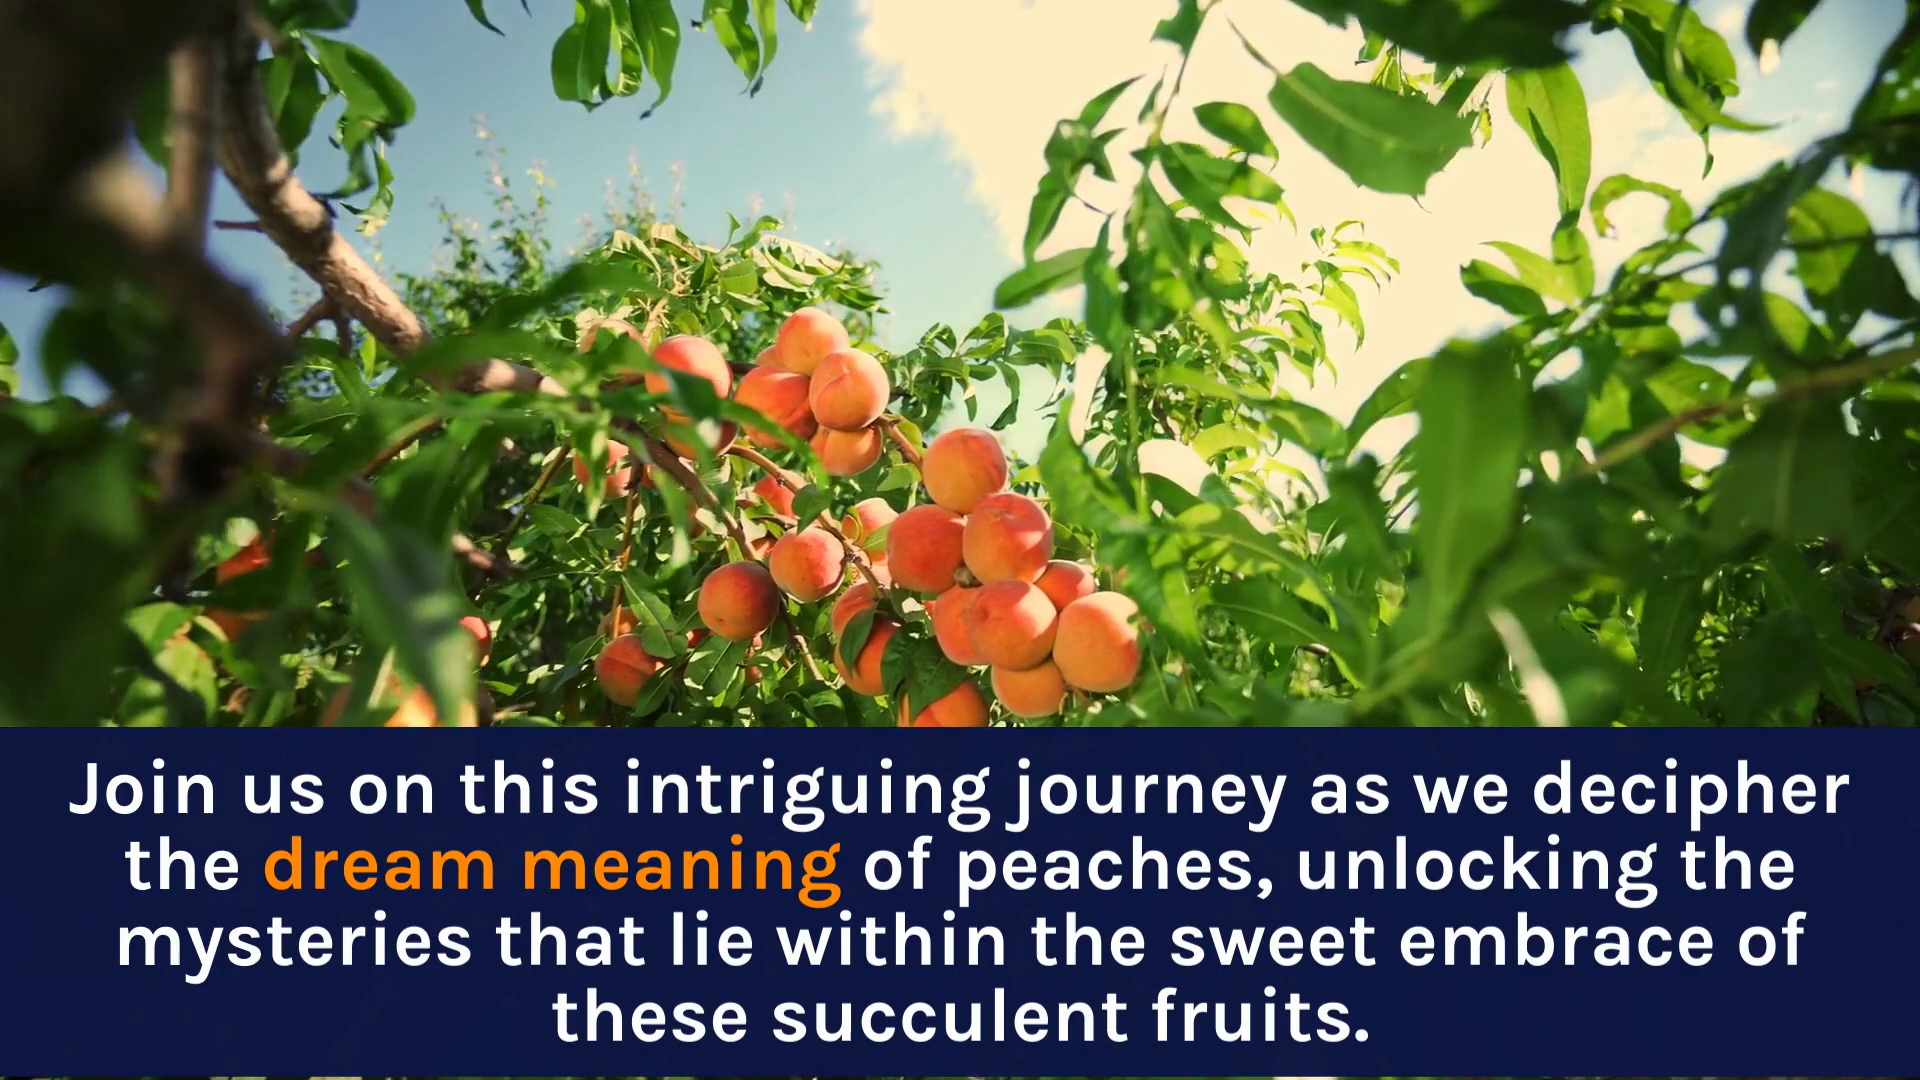 Join us on this intriguing journey as we decipher
the dream meaning of peaches, unlocking the
mysteries that lie within the sweet embrace of
these succulent fruits.